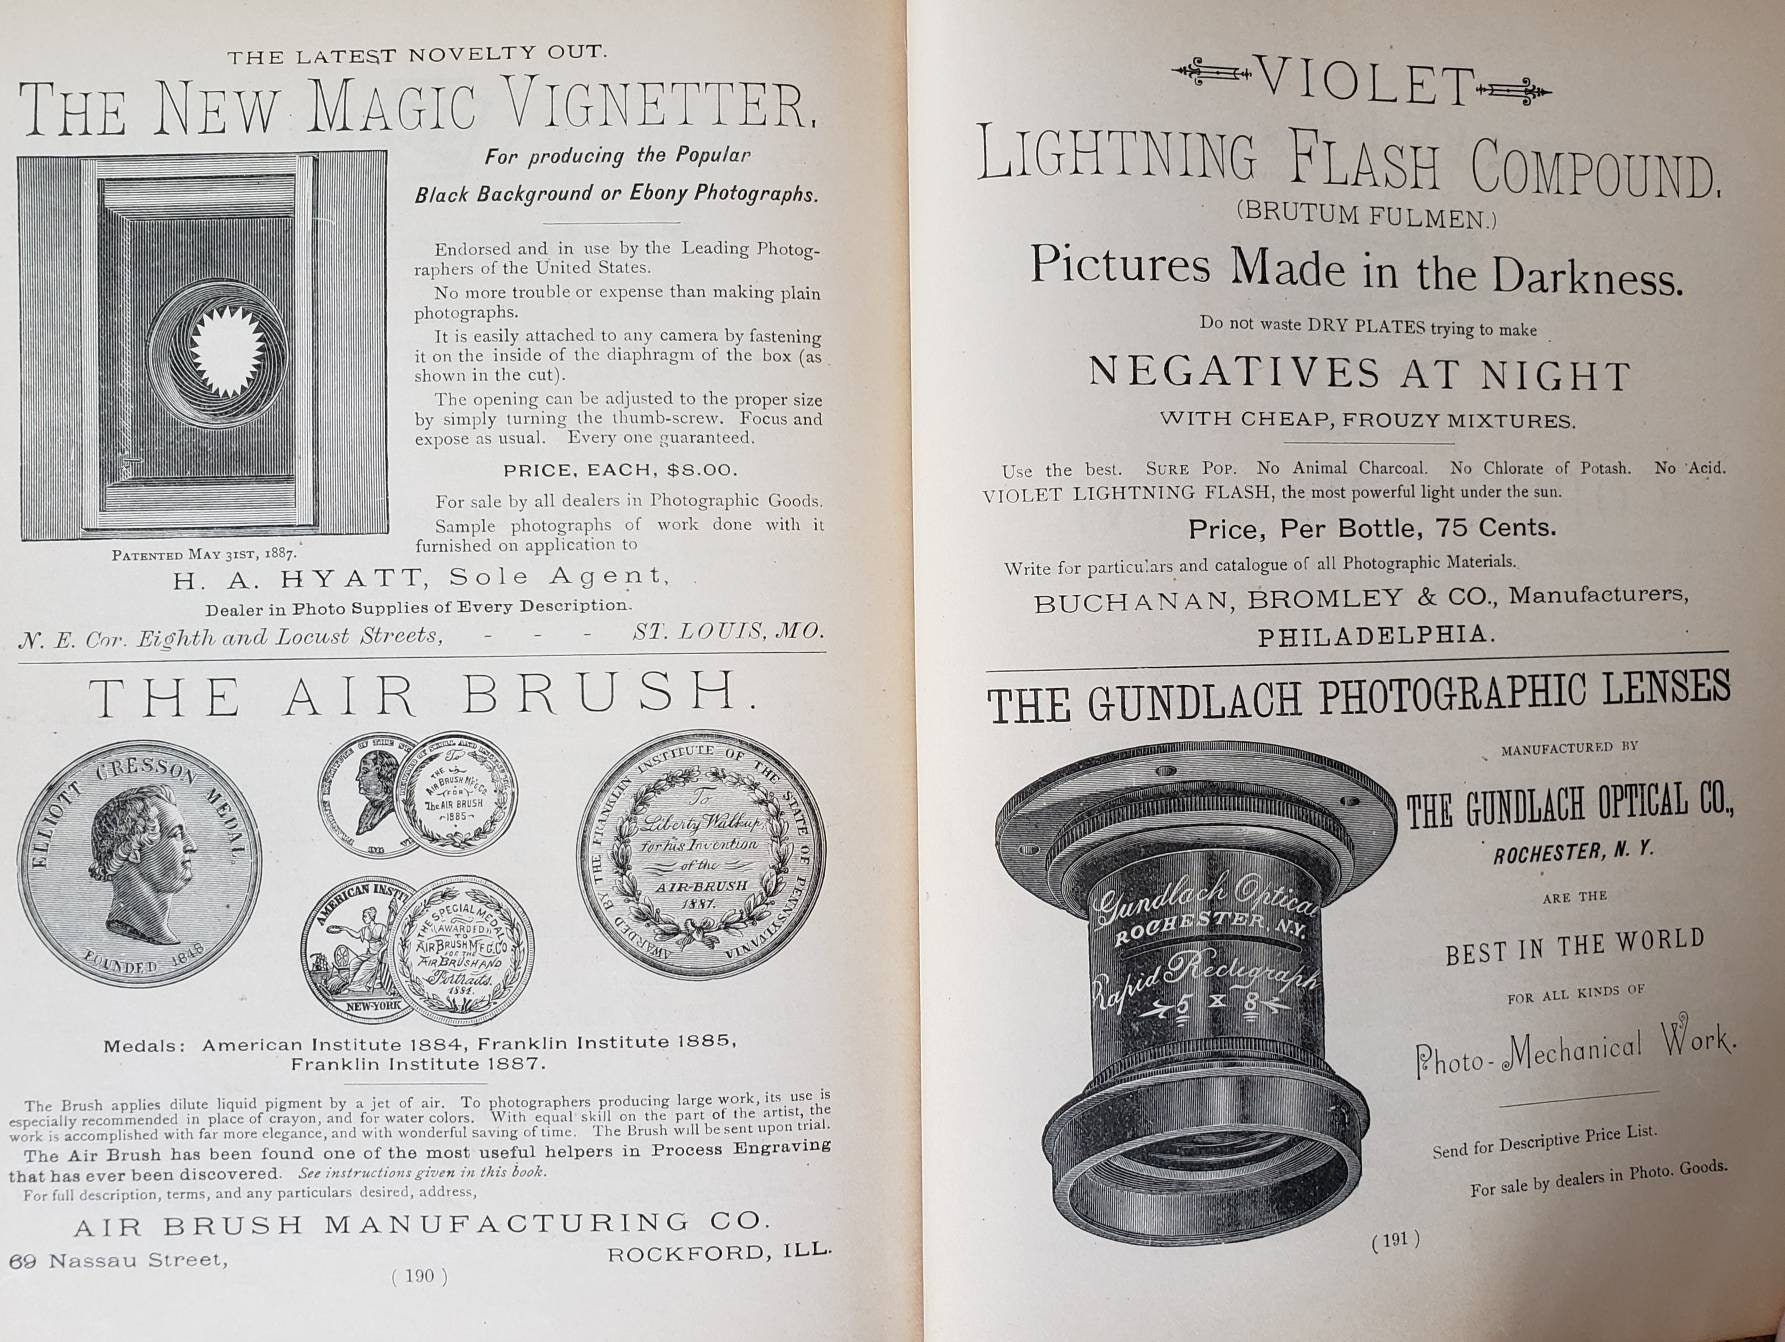 THE LATEST NOVELTY OUT.
THE NEW MAGIC VIGNETTER.
For producing the Popular
Black Background or Ebony Photographs.
Endorsed and in use by the Leading Photog-
raphers of the United States.
No more trouble or expense than making plain
photographs.
It is easily attached to any camera by fastening
it on the inside of the diaphragm of the box (as
shown in the cut).
The opening can be adjusted to the proper size
by simply turning the thumb-screw. Focus and
expose as usual. Every one guaranteed.
PRICE, EACH, $8.00.
For sale by all dealers in Photographic Goods.
Sample photographs of work done with it
furnished on application to
PATENTED MAY 31ST, 1887.
H. A. HYATT, Sole Agent,
Dealer in Photo Supplies of Every Description.
N. E. Cor. Eighth and Locust Streets, - - - ST. LOUIS, MO.
THE AIR BRUSH.
ELLIOTT CRESSON MEDAL.
FOUNDED 1848
To
THE
AIR BRUSH M'F'G CO.
FOR
The AIR BRUSH
1885
AMERICAN INSTI
NEW-YORK
THE SPECIAL MEDAL
AWARDED
TO
AIR BRUSH M'F'G. CO
FOR THE
AIR BRUSH AND
Portraits.
1884.
AWARDED BY THE FRANKLIN INSTITUTE OF THE STATE OF PENNSYLVANIA
To
Liberty Walkup
for his Invention
of the
AIR-BRUSH
1887.
Medals: American Institute 1884, Franklin Institute 1885,
Franklin Institute 1887.
The Brush applies dilute liquid pigment by a jet of air. To photographers producing large work, its use is
especially recommended in place of crayon, and for water colors. With equal skill on the part of the artist, the
work is accomplished with far more elegance, and with wonderful saving of time. The Brush will be sent upon trial.
The Air Brush has been found one of the most useful helpers in Process Engraving
that has ever been discovered. See instructions given in this book.
For full description, terms, and any particulars desired, address,
AIR BRUSH MANUFACTURING CO.
69 Nassau Street, ROCKFORD, ILL.
( 190 )
VIOLET
LIGHTNING FLASH COMPOUND.
(BRUTUM FULMEN.)
Pictures Made in the Darkness.
Do not waste DRY PLATES trying to make
NEGATIVES AT NIGHT
WITH CHEAP, FROUZY MIXTURES.
Use the best. SURE POP. No Animal Charcoal. No Chlorate of Potash. No Acid.
VIOLET LIGHTNING FLASH, the most powerful light under the sun.
Price, Per Bottle, 75 Cents.
Write for particulars and catalogue of all Photographic Materials.
BUCHANAN, BROMLEY & CO., Manufacturers,
PHILADELPHIA.
THE GUNDLACH PHOTOGRAPHIC LENSES
MANUFACTURED BY
THE GUNDLACH OPTICAL CO.,
ROCHESTER, N. Y.
ARE THE
BEST IN THE WORLD
FOR ALL KINDS OF
Photo-Mechanical Work.
Gundlach Optical
ROCHESTER, N.Y.
Rapid Rectigraph
5 x 8
Send for Descriptive Price List.
For sale by dealers in Photo. Goods.
( 191 )